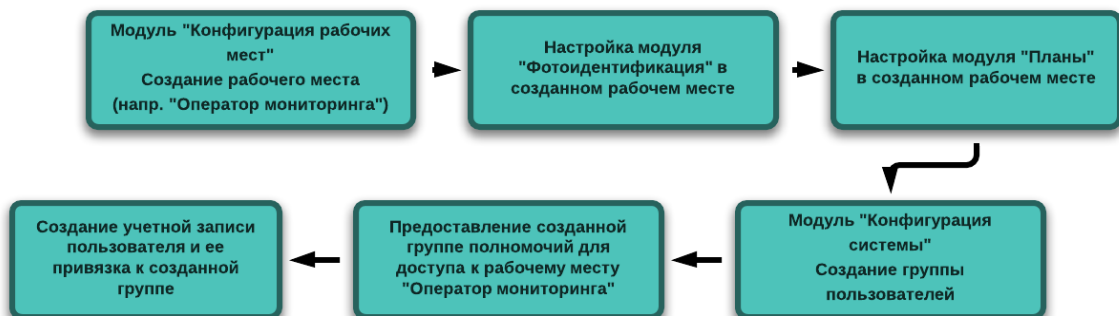 Модуль "Конфигурация рабочих
мест"
Создание рабочего места
(напр. "Оператор мониторинга")
Настройка модуля
"Фотоидентификация" в
созданном рабочем месте
Настройка модуля "Планы"
в созданном рабочем месте
Модуль "Конфигурация
системы"
Создание группы
пользователей
Предоставление созданной
группе полномочий для
доступа к рабочему месту
"Оператор мониторинга"
Создание учетной записи
пользователя и ее
привязка к созданной
группе